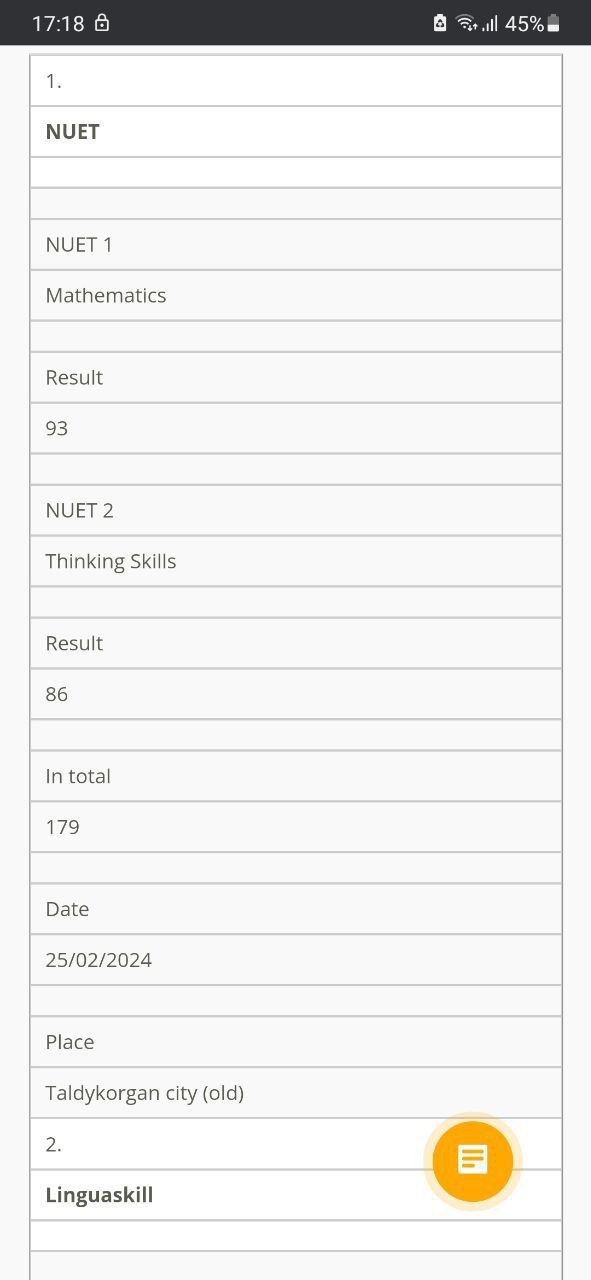 17:18
45%
1.
NUET
NUET 1
Mathematics
Result
93
NUET 2
Thinking Skills
Result
86
In total
179
Date
25/02/2024
Place
Taldykorgan city (old)
2.
Linguaskill